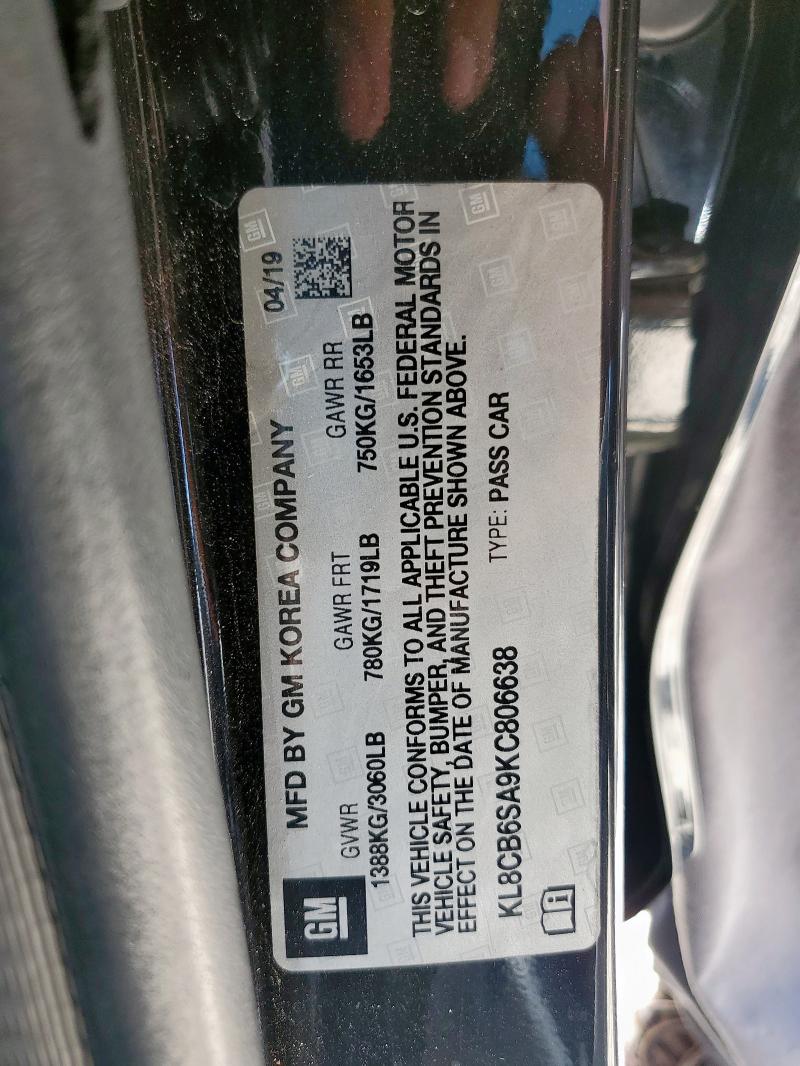 GM
MFD BY GM KOREA COMPANY 04/19
GVWR GAWR FRT GAWR RR
1388KG/3060LB 780KG/1719LB 750KG/1653LB
THIS VEHICLE CONFORMS TO ALL APPLICABLE U.S. FEDERAL MOTOR
VEHICLE SAFETY, BUMPER, AND THEFT PREVENTION STANDARDS IN
EFFECT ON THE DATE OF MANUFACTURE SHOWN ABOVE.
KL8CB6SA9KC806638 TYPE: PASS CAR